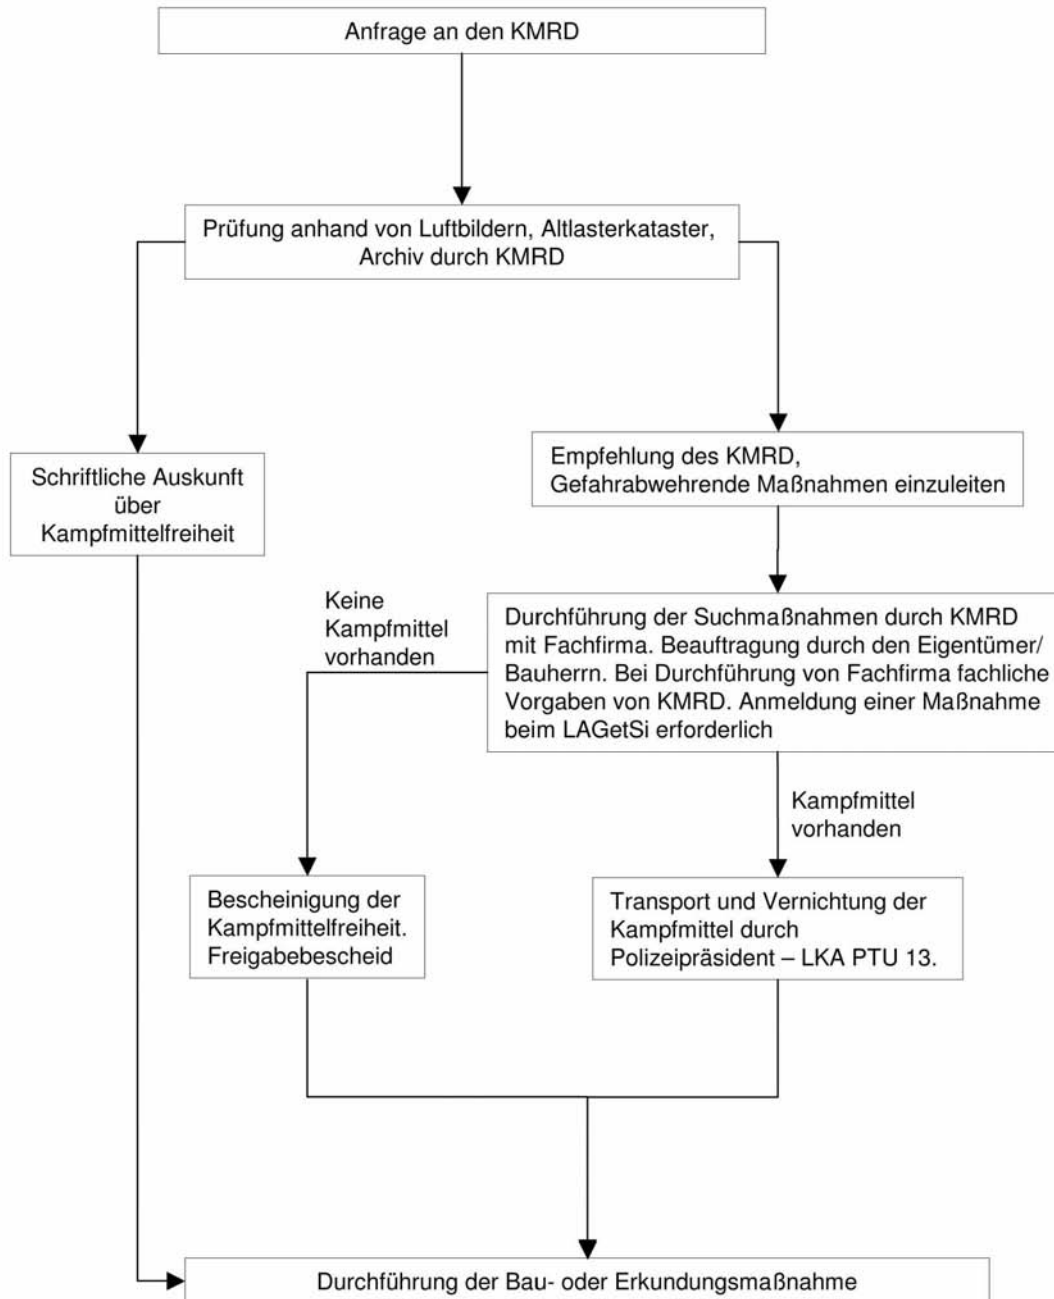 Anfrage an den KMRD
Prüfung anhand von Luftbildern, Altlasterkataster,
Archiv durch KMRD
Schriftliche Auskunft
über
Kampfmittelfreiheit
Empfehlung des KMRD,
Gefahrabwehrende Maßnahmen einzuleiten
Keine
Kampfmittel
vorhanden
Durchführung der Suchmaßnahmen durch KMRD
mit Fachfirma. Beauftragung durch den Eigentümer/
Bauherrn. Bei Durchführung von Fachfirma fachliche
Vorgaben von KMRD. Anmeldung einer Maßnahme
beim LAGetSi erforderlich
Kampfmittel
vorhanden
Bescheinigung der
Kampfmittelfreiheit.
Freigabebescheid
Transport und Vernichtung der
Kampfmittel durch
Polizeipräsident – LKA PTU 13.
Durchführung der Bau- oder Erkundungsmaßnahme